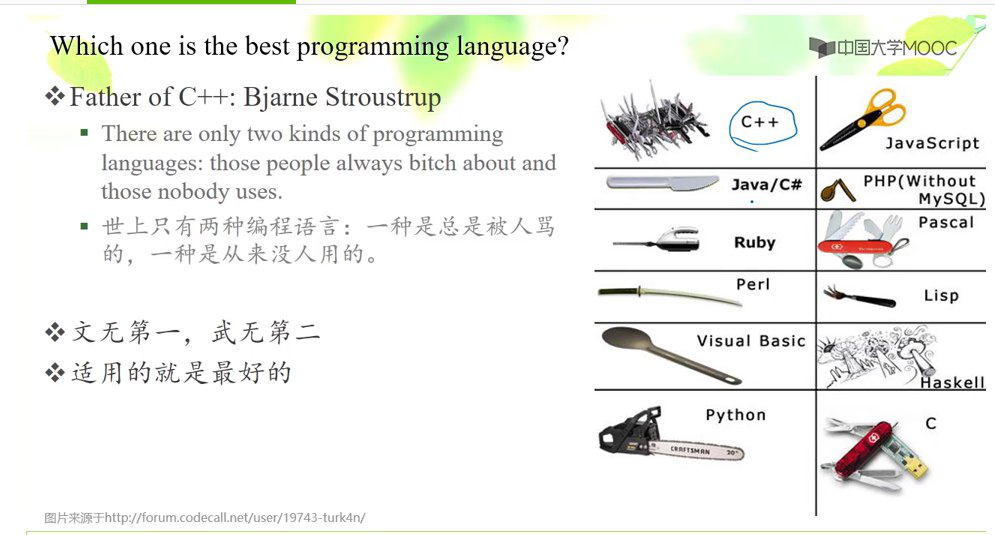 Which one is the best programming language?
中国大学MOOC
❖Father of C++: Bjarne Stroustrup
▪ There are only two kinds of programming
languages: those people always bitch about and
those nobody uses.
▪ 世上只有两种编程语言：一种是总是被人骂
的，一种是从来没人用的。
❖文无第一，武无第二
❖适用的就是最好的
C++
JavaScript
Java/C#
PHP(Without
MySQL)
Ruby
Pascal
Perl
Lisp
Visual Basic
Haskell
Python
CRAFTSMAN 20"
C
图片来源于http://forum.codecall.net/user/19743-turk4n/